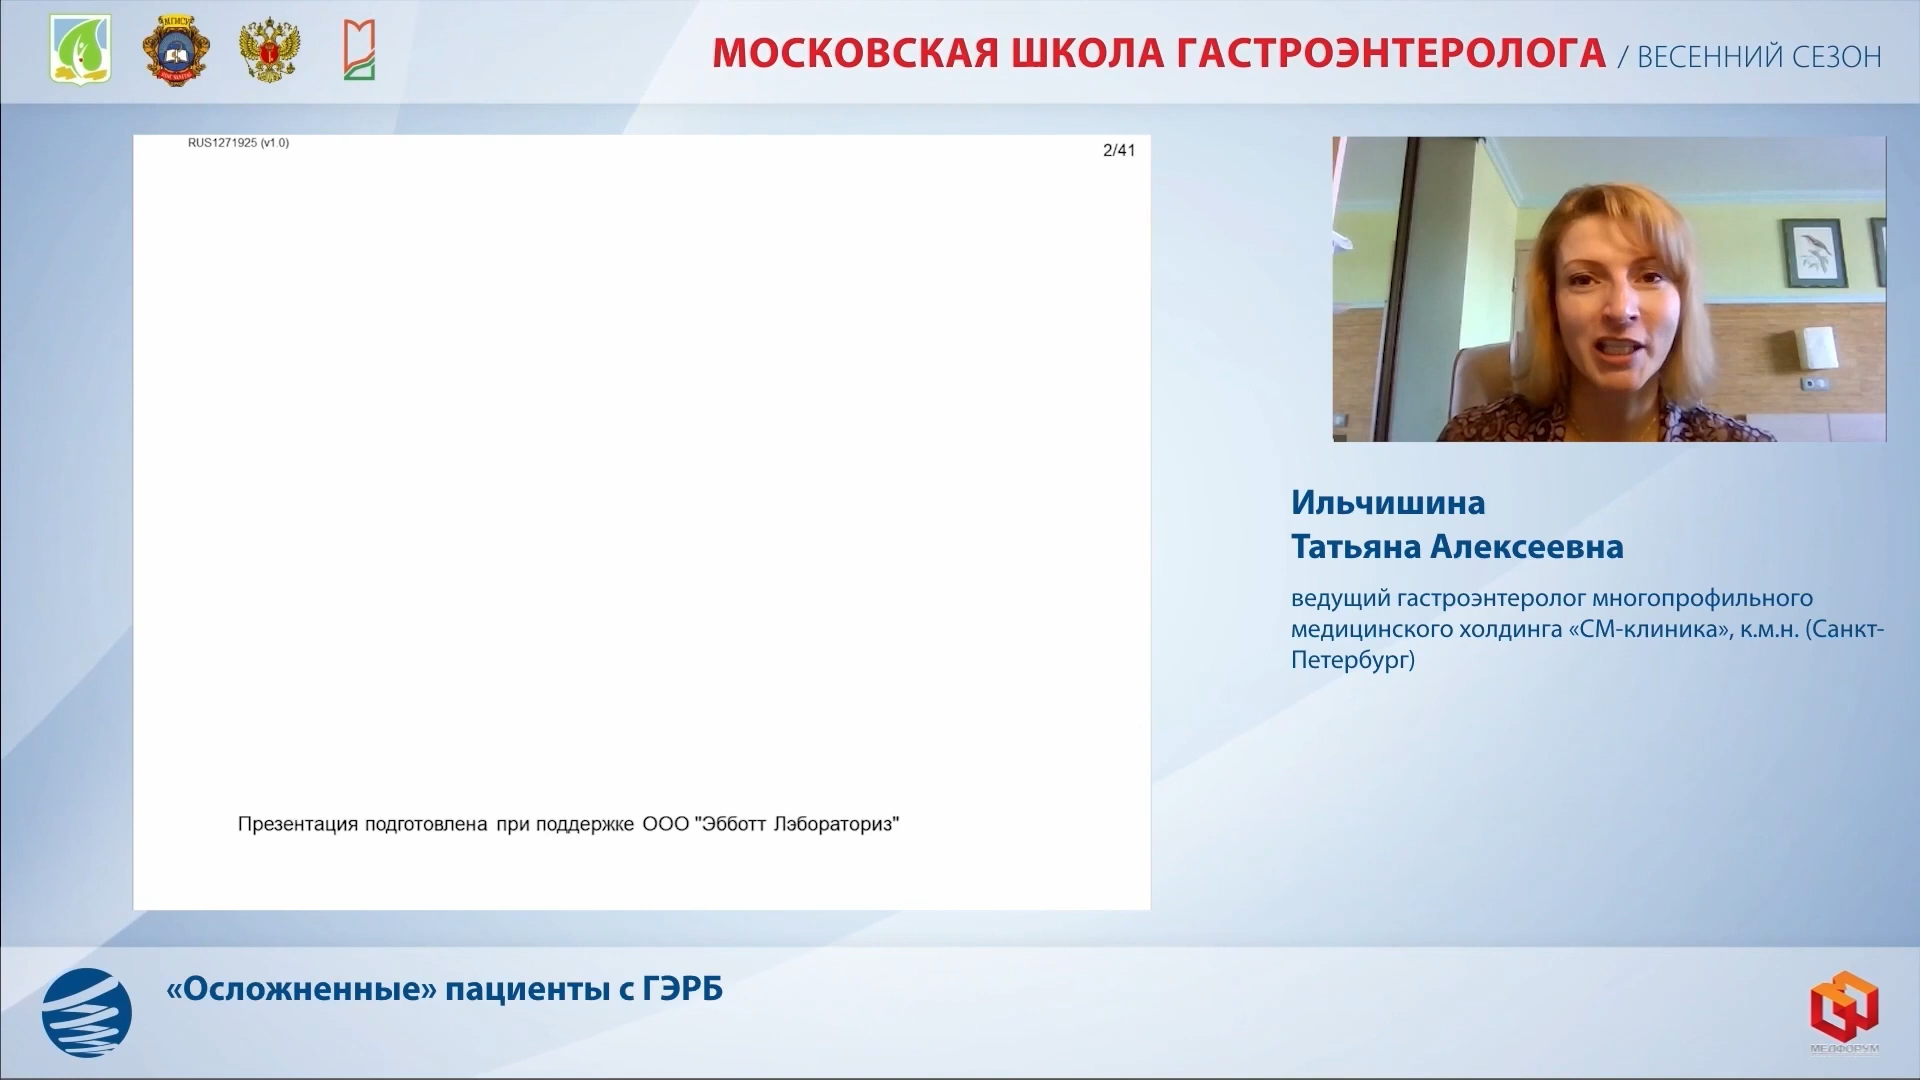 МОСКОВСКАЯ ШКОЛА ГАСТРОЭНТЕРОЛОГА / ВЕСЕННИЙ СЕЗОН
RUS1271925 (v1.0)
2/41
Презентация подготовлена при поддержке ООО "Эбботт Лэбораториз"
Ильчишина
Татьяна Алексеевна
ведущий гастроэнтеролог многопрофильного
медицинского холдинга «СМ-клиника», к.м.н. (Санкт-
Петербург)
«Осложненные» пациенты с ГЭРБ
МЕДФОРУМ